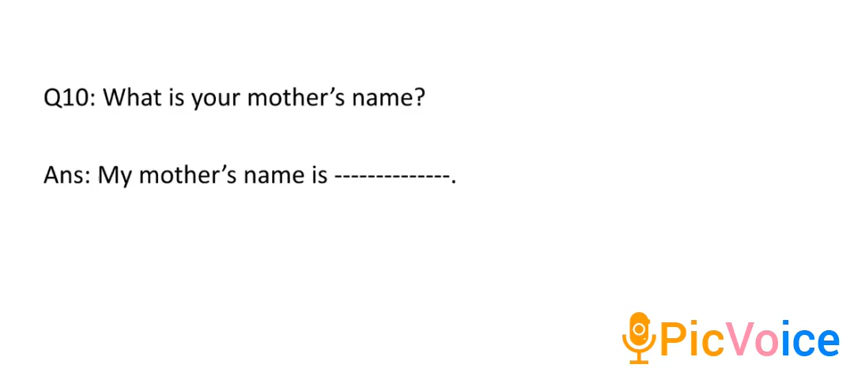 Q10: What is your mother’s name?
Ans: My mother’s name is --------------.
PicVoice